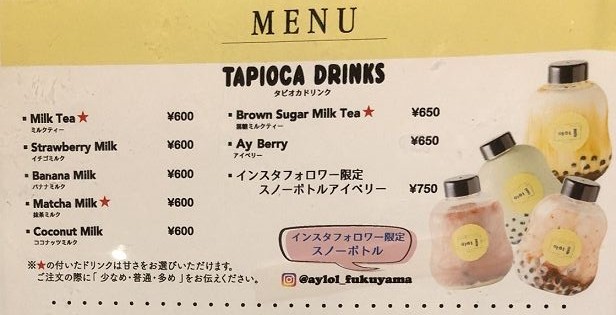 MENU
TAPIOCA DRINKS
タピオカドリンク
▪ Milk Tea★ ¥600
ミルクティー
▪ Strawberry Milk ¥600
イチゴミルク
▪ Banana Milk ¥600
バナナミルク
▪ Matcha Milk★ ¥600
抹茶ミルク
▪ Coconut Milk ¥600
ココナッツミルク
※★の付いたドリンクは甘さをお選びいただけます。
ご注文の際に「少なめ・普通・多め」をお伝えください。
▪ Brown Sugar Milk Tea★ ¥650
黒糖ミルクティー
▪ Ay Berry ¥650
アイベリー
▪ インスタフォロワー限定
スノーボトルアイベリー ¥750
インスタフォロワー限定
スノーボトル
@aylol_fukuyama